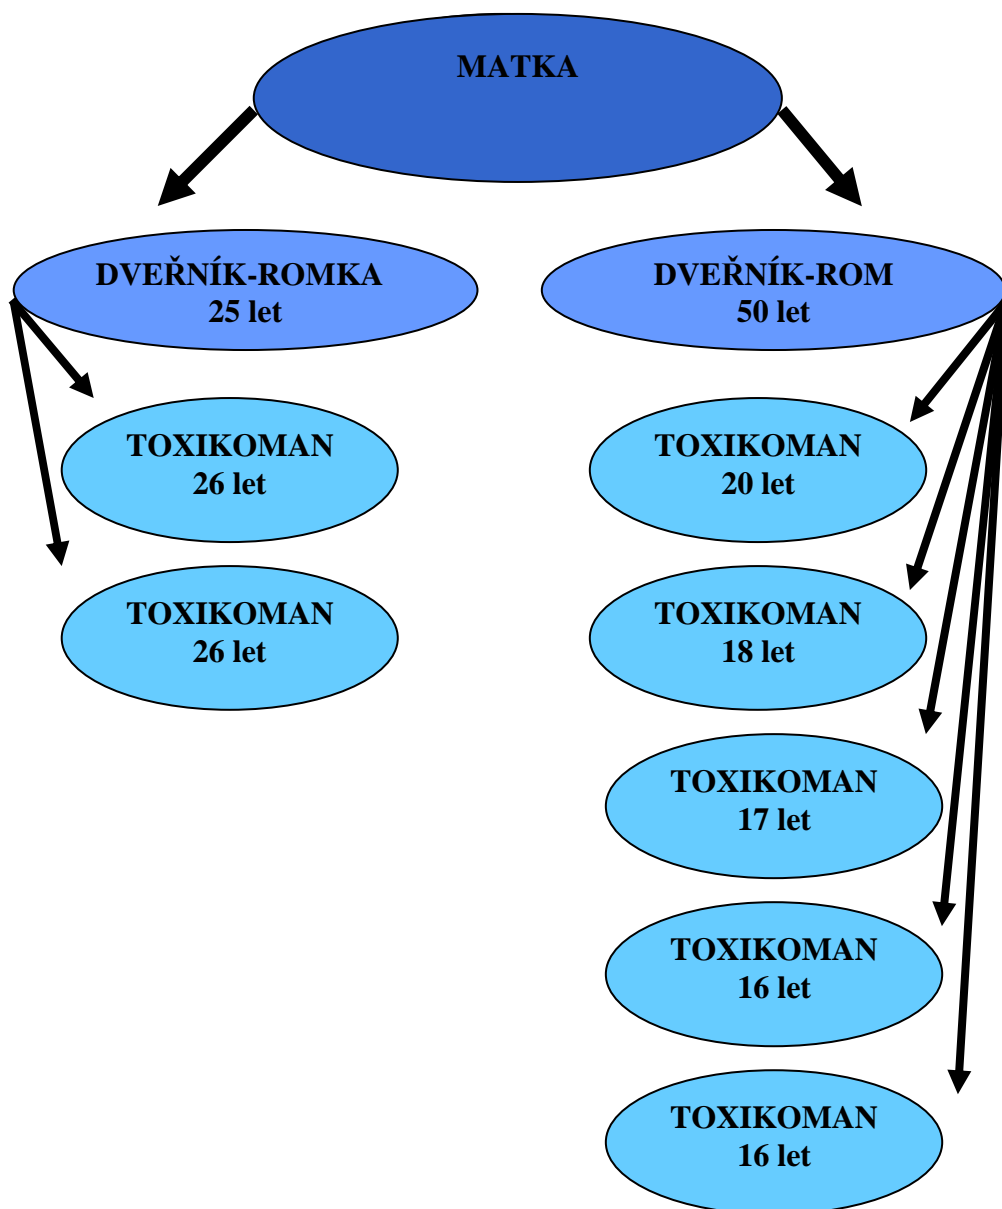 MATKA
DVEŘNÍK-ROMKA
25 let
TOXIKOMAN
26 let
TOXIKOMAN
26 let
DVEŘNÍK-ROM
50 let
TOXIKOMAN
20 let
TOXIKOMAN
18 let
TOXIKOMAN
17 let
TOXIKOMAN
16 let
TOXIKOMAN
16 let